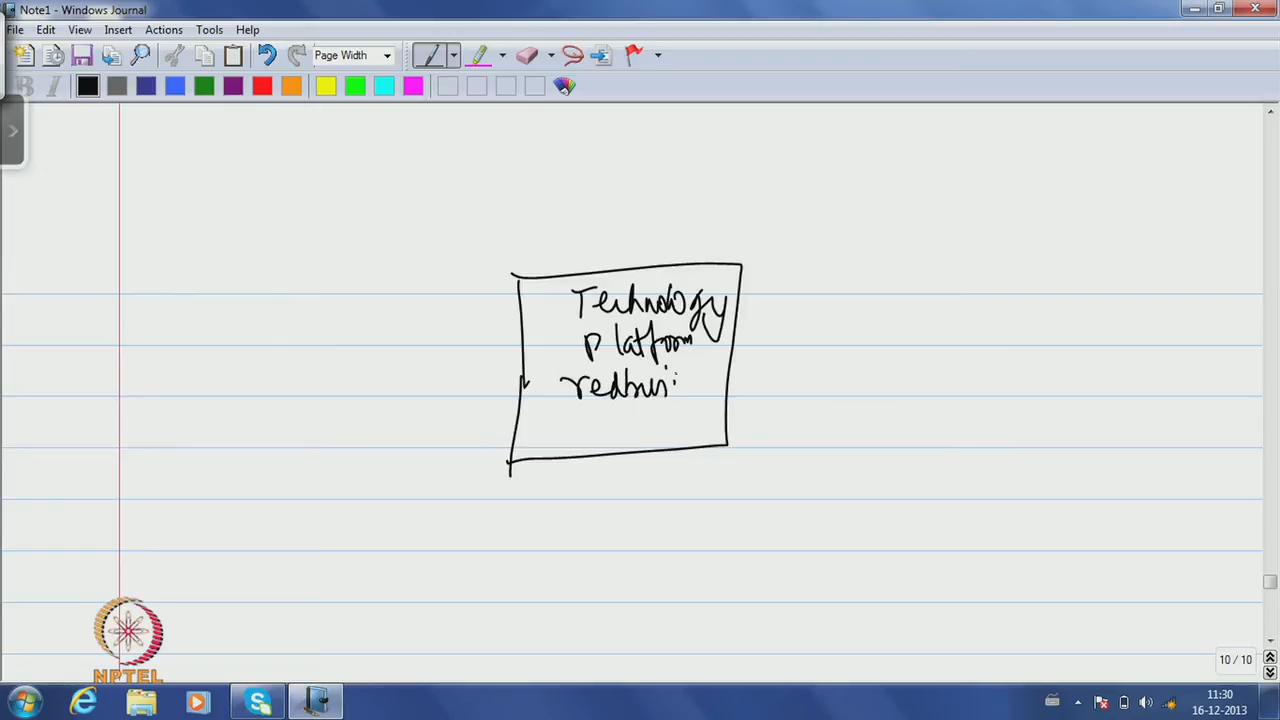 Note1 - Windows Journal
File Edit View Insert Actions Tools Help
Page Width
B I
Technology
Platform
redbus
NPTEL
10 / 10
11:30
16-12-2013